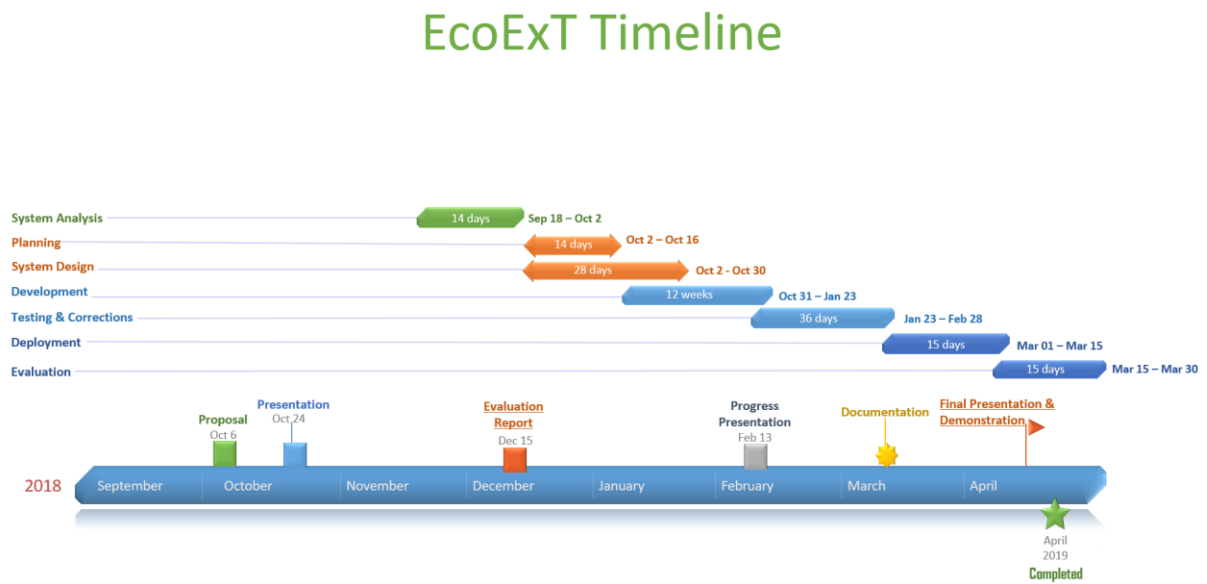 EcoExT Timeline
System Analysis 14 days Sep 18 – Oct 2
Planning 14 days Oct 2 – Oct 16
System Design 28 days Oct 2 - Oct 30
Development 12 weeks Oct 31 – Jan 23
Testing & Corrections 36 days Jan 23 – Feb 28
Deployment 15 days Mar 01 – Mar 15
Evaluation 15 days Mar 15 – Mar 30
Proposal
Oct 6
Presentation
Oct 24
Evaluation
Report
Dec 15
Progress
Presentation
Feb 13
Documentation
Final Presentation &
Demonstration
2018 September October November December January February March April
April
2019
Completed